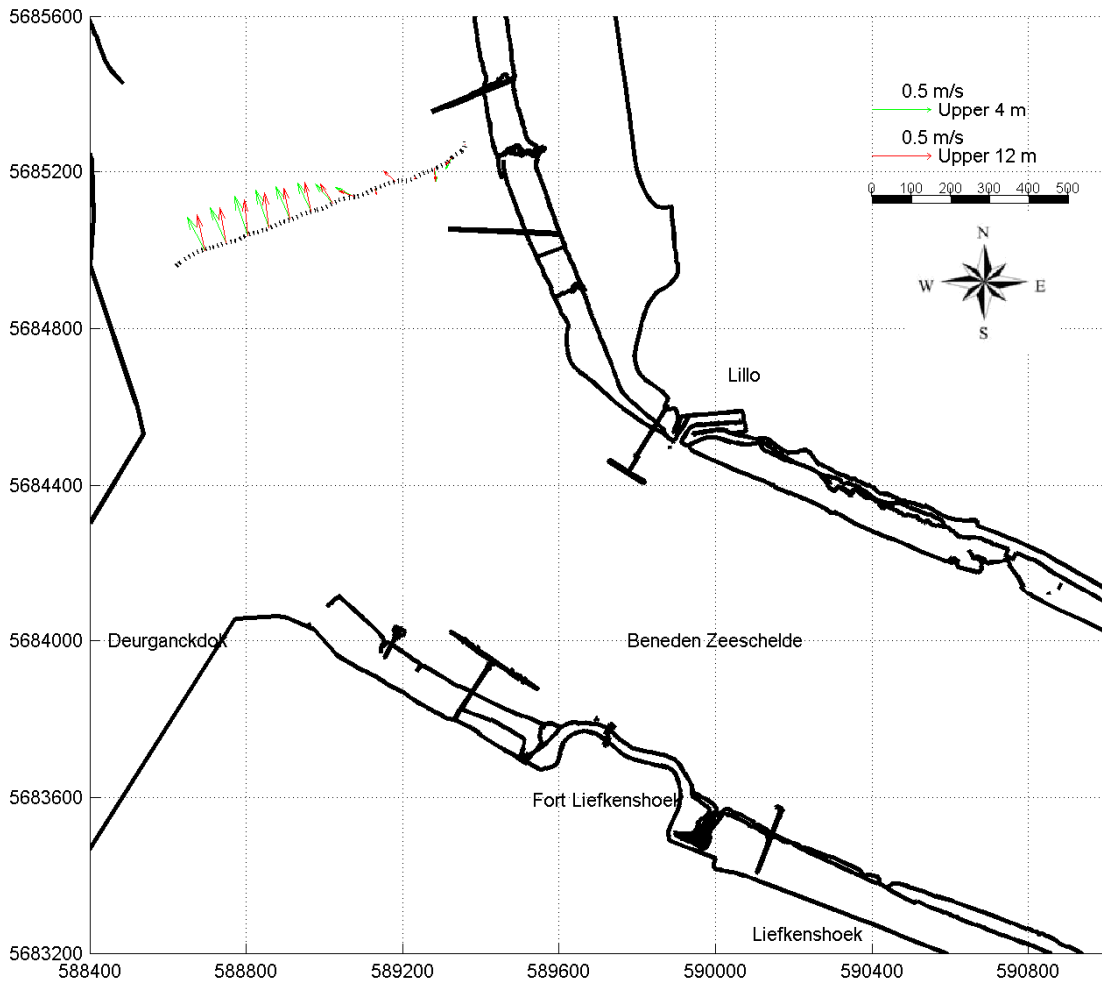 5685600
5685200
5684800
5684400
5684000
5683600
5683200
588400 588800 589200 589600 590000 590400 590800
0.5 m/s
Upper 4 m
0.5 m/s
Upper 12 m
0 100 200 300 400 500
N
W E
S
Lillo
Deurganckdok
Beneden Zeeschelde
Fort Liefkenshoek
Liefkenshoek